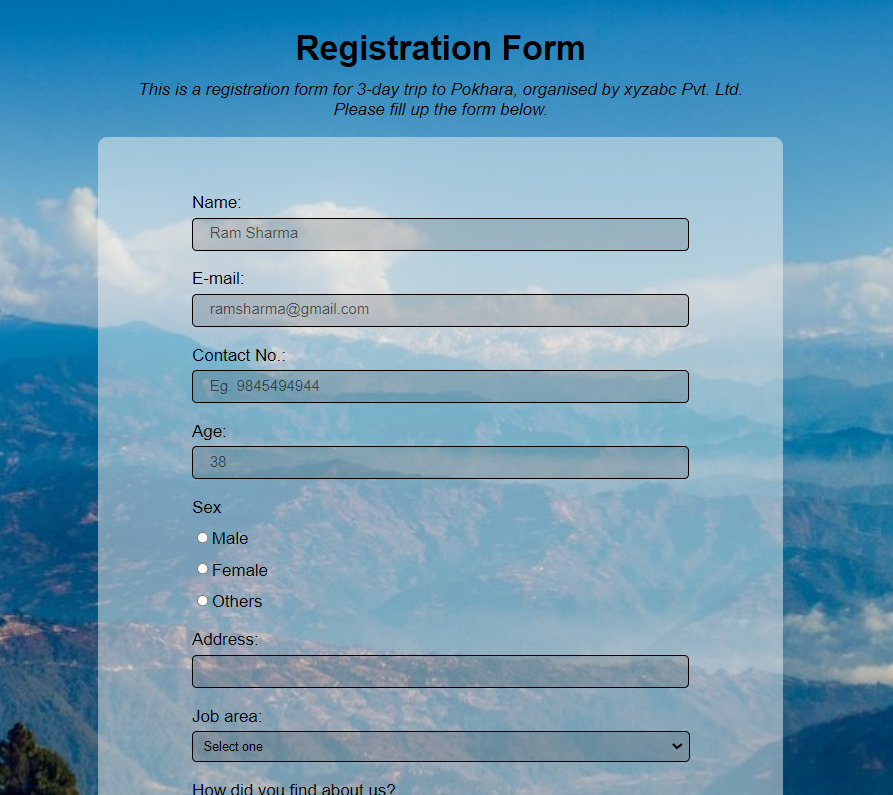 Registration Form
This is a registration form for 3-day trip to Pokhara, organised by xyzabc Pvt. Ltd.
Please fill up the form below.
Name:
Ram Sharma
E-mail:
ramsharma@gmail.com
Contact No.:
Eg. 9845494944
Age:
38
Sex
Male
Female
Others
Address:
Job area:
Select one
How did you find about us?